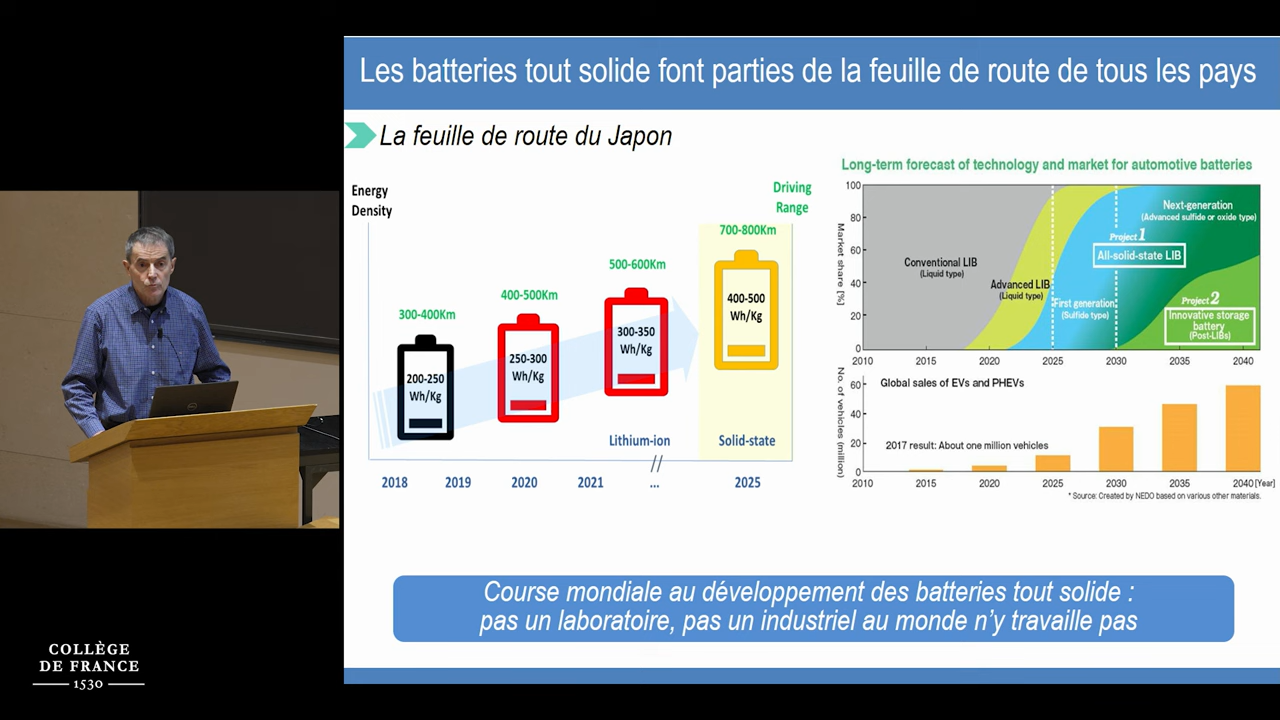 Les batteries tout solide font parties de la feuille de route de tous les pays
La feuille de route du Japon
Energy
Density
Driving
Range
300-400Km
400-500Km
500-600Km
700-800Km
200-250
Wh/Kg
250-300
Wh/Kg
300-350
Wh/Kg
400-500
Wh/Kg
Lithium-ion
Solid-state
2018
2019
2020
2021
...
2025
Long-term forecast of technology and market for automotive batteries
Market share [%]
100
80
60
40
20
0
Conventional LIB
(Liquid type)
Advanced LIB
(Liquid type)
First generation
(Sulfide type)
Next-generation
(Advanced sulfide or oxide type)
Project 1
All-solid-state LIB
Project 2
Innovative storage
battery
(Post-LIBs)
2010
2015
2020
2025
2030
2035
2040
No. of vehicles (million)
60
40
20
0
Global sales of EVs and PHEVs
2017 result: About one million vehicles
2010
2015
2020
2025
2030
2035
2040 [Year]
* Source: Created by NEDO based on various other materials.
Course mondiale au développement des batteries tout solide :
pas un laboratoire, pas un industriel au monde n'y travaille pas
COLLÈGE
DE FRANCE
1530